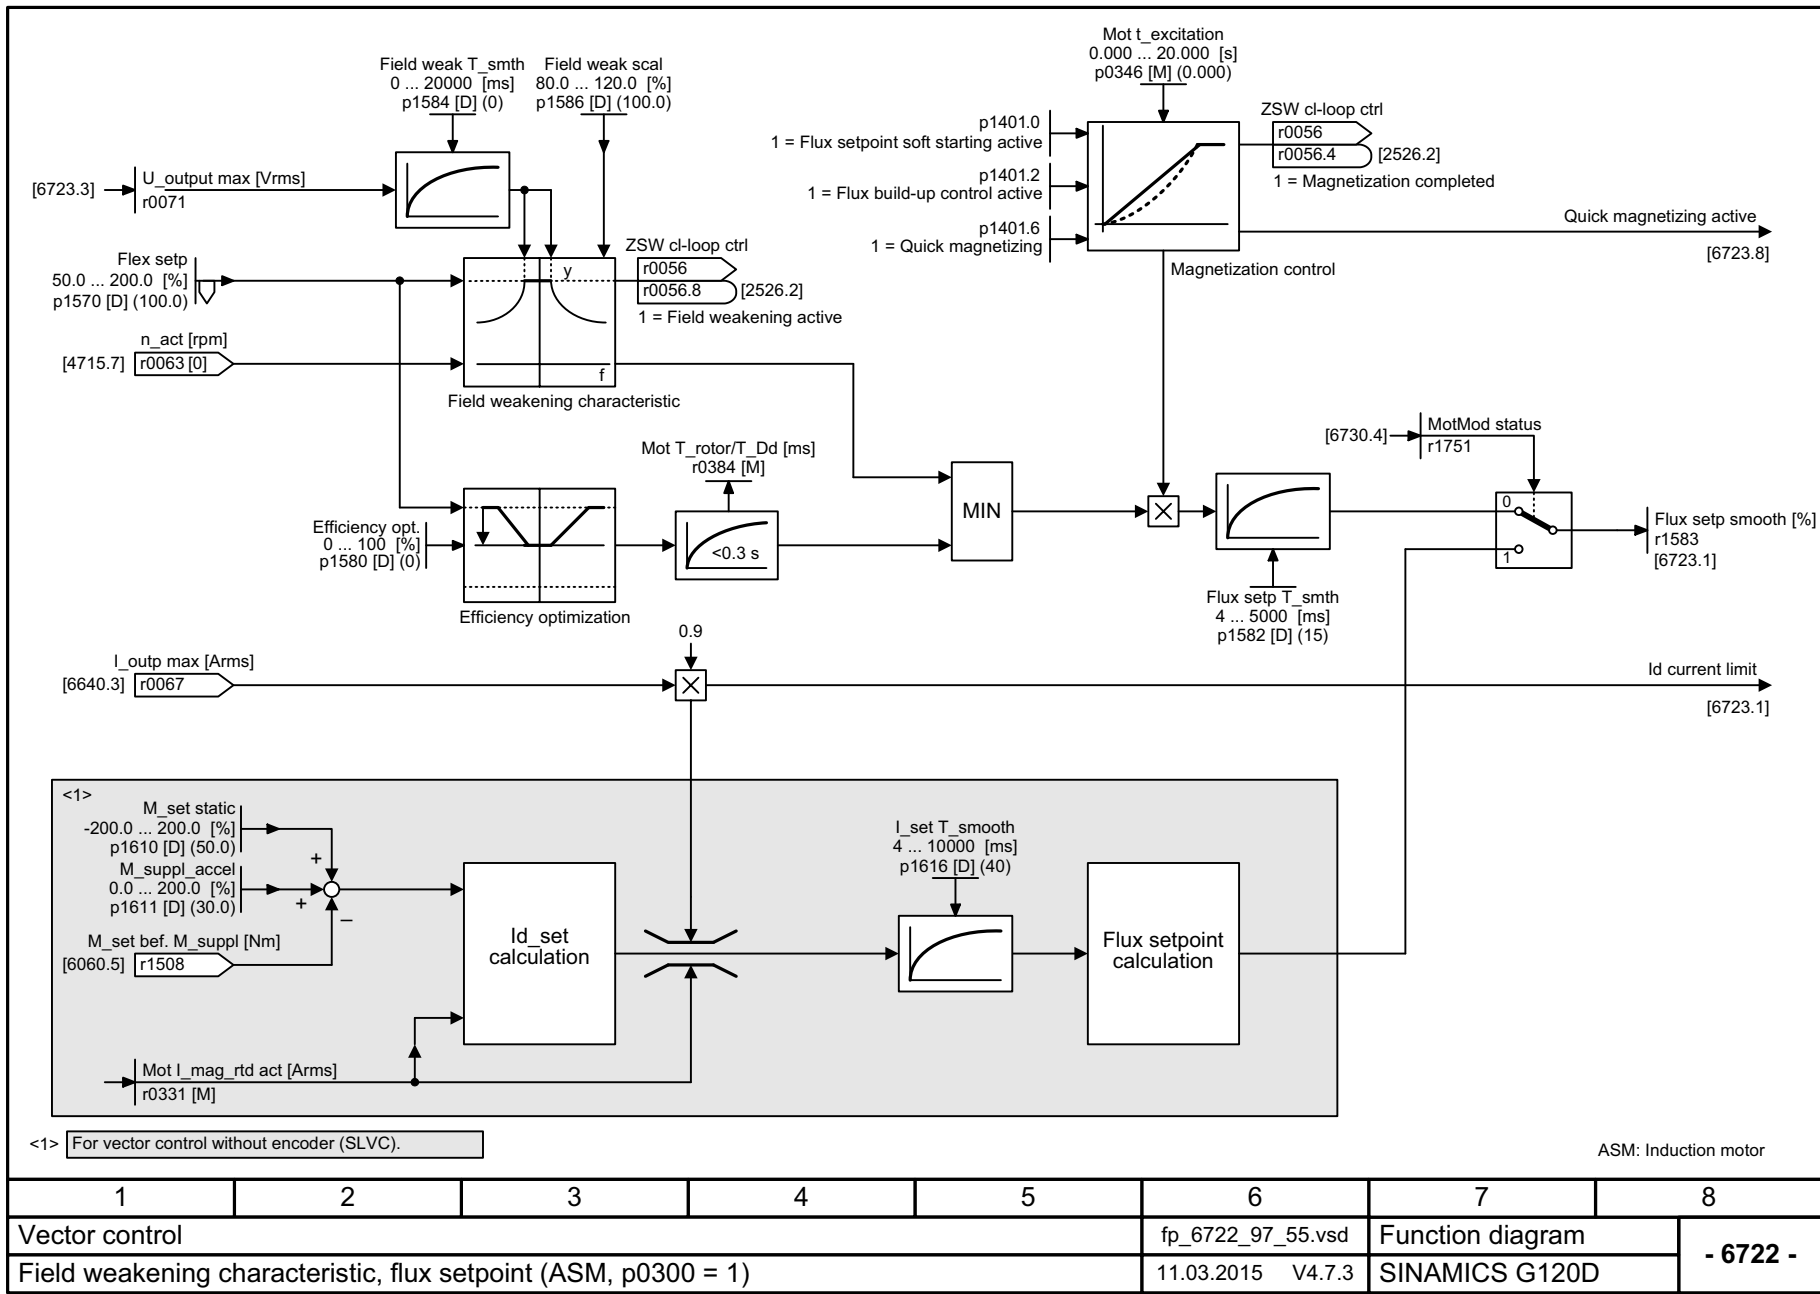 Mot t_excitation
0.000 ... 20.000 [s]
p0346 [M] (0.000)
Field weak T_smth
0 ... 20000 [ms]
p1584 [D] (0)
Field weak scal
80.0 ... 120.0 [%]
p1586 [D] (100.0)
p1401.0
1 = Flux setpoint soft starting active
p1401.2
1 = Flux build-up control active
p1401.6
1 = Quick magnetizing
ZSW cl-loop ctrl
r0056
r0056.4
[2526.2]
1 = Magnetization completed
Quick magnetizing active
[6723.8]
Magnetization control
[6723.3]
U_output max [Vrms]
r0071
Flex setp
50.0 ... 200.0 [%]
p1570 [D] (100.0)
ZSW cl-loop ctrl
r0056
r0056.8
[2526.2]
1 = Field weakening active
y
f
n_act [rpm]
[4715.7]
r0063 [0]
Field weakening characteristic
Mot T_rotor/T_Dd [ms]
r0384 [M]
<0.3 s
MIN
Efficiency opt.
0 ... 100 [%]
p1580 [D] (0)
Efficiency optimization
[6730.4]
MotMod status
r1751
0
1
Flux setp smooth [%]
r1583
[6723.1]
Flux setp T_smth
4 ... 5000 [ms]
p1582 [D] (15)
0.9
I_outp max [Arms]
[6640.3]
r0067
Id current limit
[6723.1]
<1>
M_set static
-200.0 ... 200.0 [%]
p1610 [D] (50.0)
+
M_suppl_accel
0.0 ... 200.0 [%]
p1611 [D] (30.0)
+
–
M_set bef. M_suppl [Nm]
[6060.5]
r1508
Id_set
calculation
I_set T_smooth
4 ... 10000 [ms]
p1616 [D] (40)
Flux setpoint
calculation
Mot I_mag_rtd act [Arms]
r0331 [M]
<1> For vector control without encoder (SLVC).
ASM: Induction motor
1 2 3 4 5 6 7 8
Vector control
fp_6722_97_55.vsd
Function diagram
- 6722 -
Field weakening characteristic, flux setpoint (ASM, p0300 = 1)
11.03.2015 V4.7.3
SINAMICS G120D